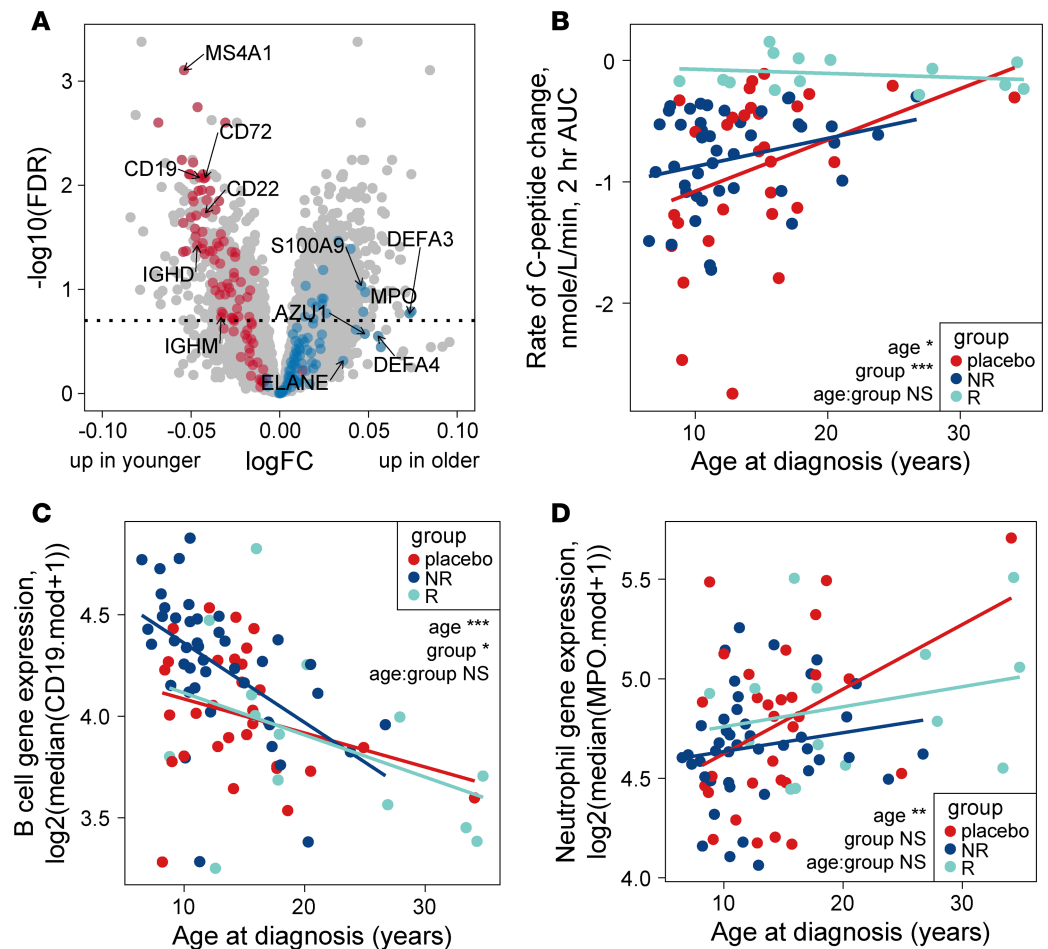 A
-log10(FDR)
3
2
1
0
MS4A1
CD72
CD19
CD22
S100A9
DEFA3
IGHD
MPO
AZU1
IGHM
DEFA4
ELANE
-0.10
-0.05
0.00
0.05
0.10
up in younger
logFC
up in older
B
Rate of C-peptide change,
nmole/L/min, 2 hr AUC
0
-1
-2
age *
group ***
age:group NS
group
placebo
NR
R
10
20
30
Age at diagnosis (years)
C
B cell gene expression,
log2(median(CD19.mod+1))
4.5
4.0
3.5
group
placebo
NR
R
age ***
group *
age:group NS
10
20
30
Age at diagnosis (years)
D
Neutrophil gene expression,
log2(median(MPO.mod+1))
5.5
5.0
4.5
4.0
age **
group NS
age:group NS
group
placebo
NR
R
10
20
30
Age at diagnosis (years)